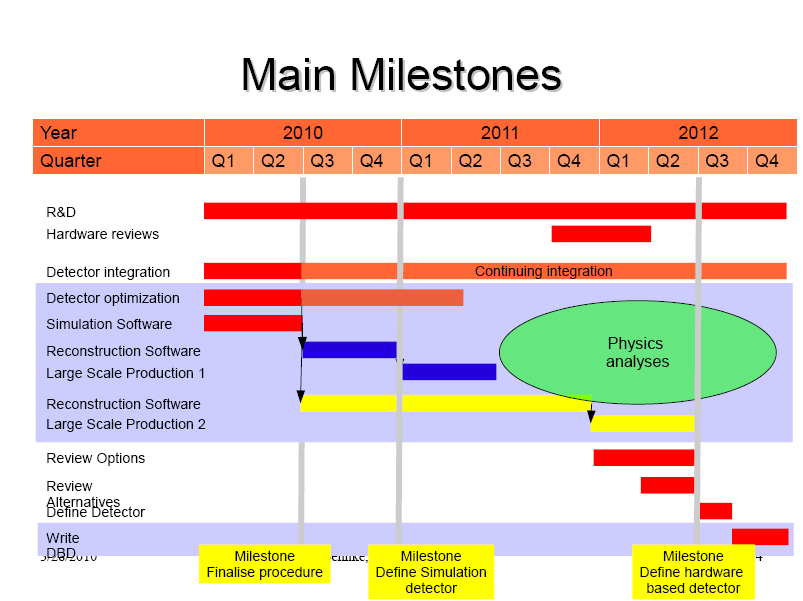 Main Milestones
Year 2010 2011 2012
Quarter Q1 Q2 Q3 Q4 Q1 Q2 Q3 Q4 Q1 Q2 Q3 Q4
R&D
Hardware reviews
Detector integration Continuing integration
Detector optimization
Simulation Software
Physics
analyses
Reconstruction Software
Large Scale Production 1
Reconstruction Software
Large Scale Production 2
Review Options
Review
Alternatives
Define Detector
Write
DBD
Milestone
Finalise procedure
Milestone
Define Simulation
detector
Milestone
Define hardware
based detector
4